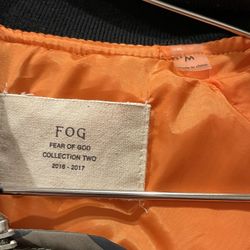 FOG
FEAR OF GOD
COLLECTION TWO
2016 - 2017
M